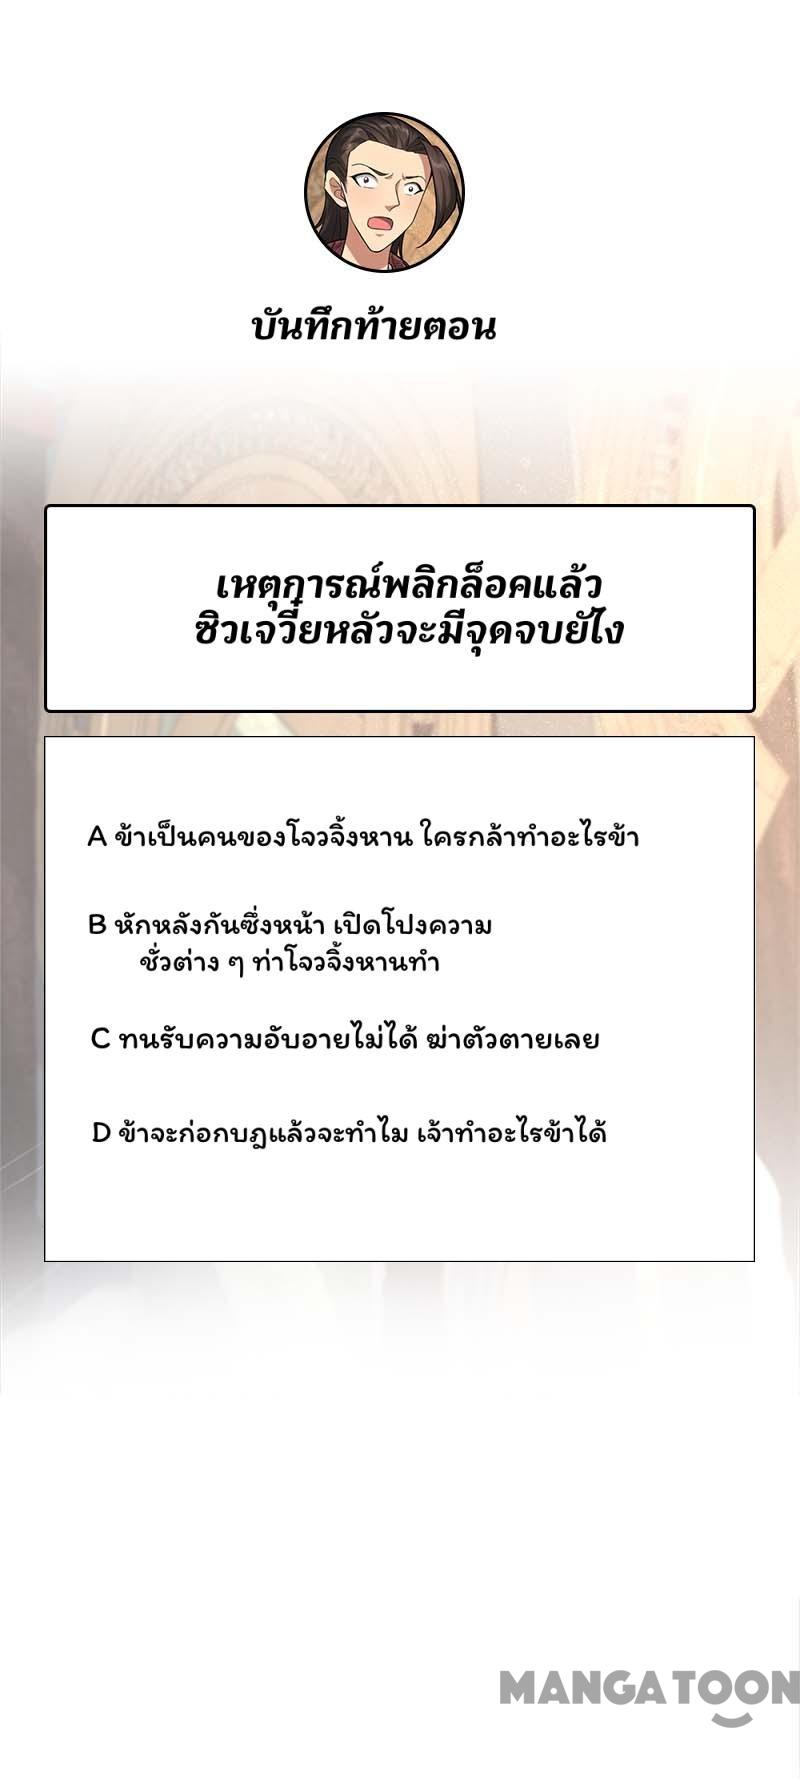 บันทึกท้ายตอน
เหตุการณ์พลิกล็อคแล้ว
ซิวเจวี๋ยหลัวจะมีจุดจบยัไง
A ข้าเป็นคนของโจวจิ้งหาน ใครกล้าทำอะไรข้า
B หักหลังกันซึ่งหน้า เปิดโปงความ
ชั่วต่าง ๆ ท่าโจวจิ้งหานทำ
C ทนรับความอับอายไม่ได้ ฆ่าตัวตายเลย
D ข้าจะก่อกบฎแล้วจะทำไม เจ้าทำอะไรข้าได้
MANGATOON